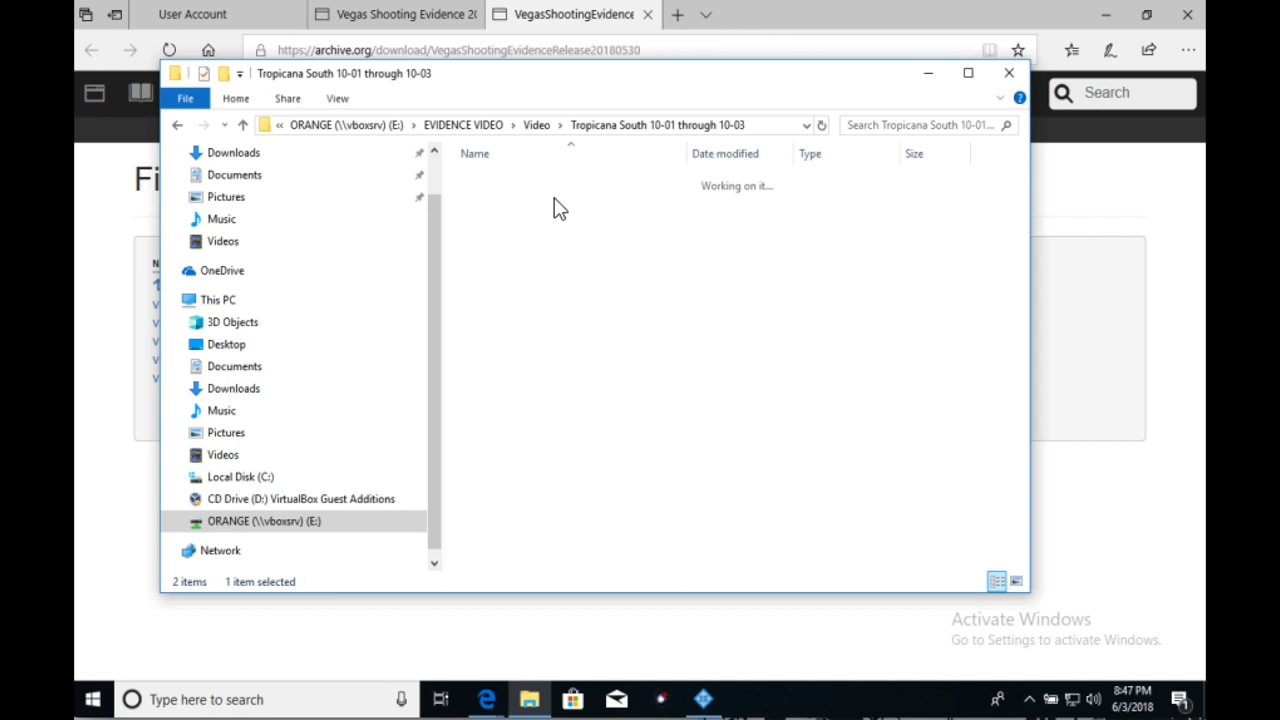 User Account
Vegas Shooting Evidence 2
VegasShootingEvidence
https://archive.org/download/VegasShootingEvidenceRelease20180530
Tropicana South 10-01 through 10-03
File Home Share View
Search
« ORANGE (\\vboxsrv) (E:) > EVIDENCE VIDEO > Video > Tropicana South 10-01 through 10-03
Search Tropicana South 10-01...
Name Date modified Type Size
Working on it...
Fi
N
Downloads
Documents
Pictures
Music
Videos
OneDrive
This PC
3D Objects
Desktop
Documents
Downloads
Music
Pictures
Videos
Local Disk (C:)
CD Drive (D:) VirtualBox Guest Additions
ORANGE (\\vboxsrv) (E:)
Network
2 items 1 item selected
Activate Windows
Go to Settings to activate Windows.
Type here to search
8:47 PM
6/3/2018
1